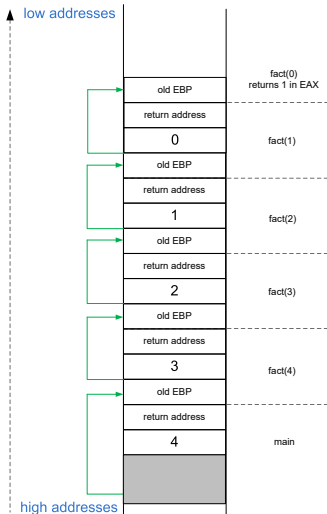 low addresses
fact(0)
returns 1 in EAX
old EBP
return address
0
fact(1)
old EBP
return address
1
fact(2)
old EBP
return address
2
fact(3)
old EBP
return address
3
fact(4)
old EBP
return address
4
main
high addresses